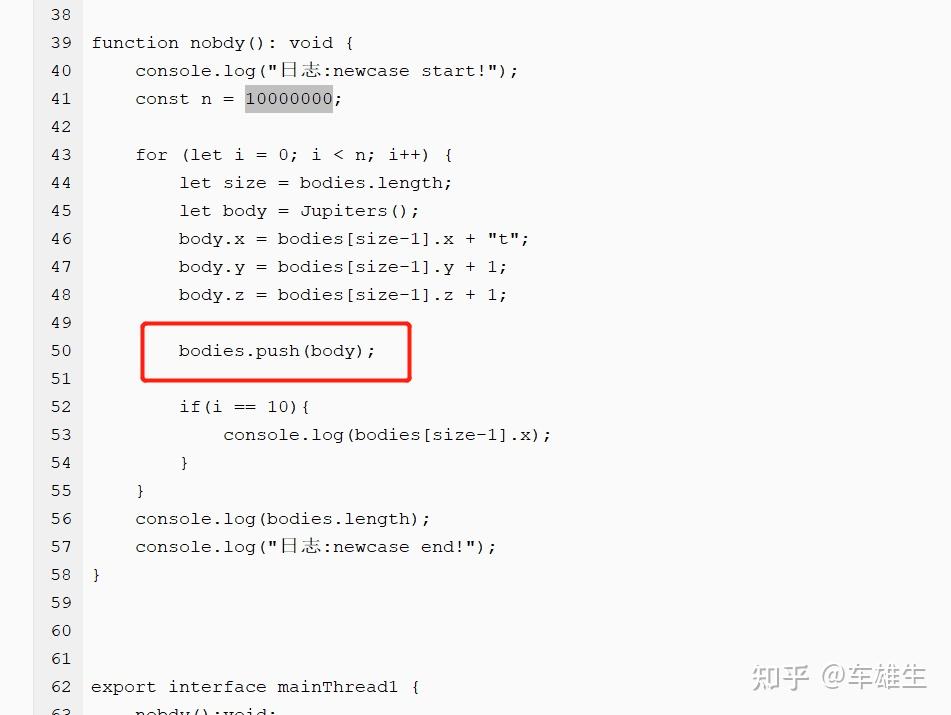 38
39 function nobdy(): void {
40     console.log("日志:newcase start!");
41     const n = 10000000;
42
43     for (let i = 0; i < n; i++) {
44         let size = bodies.length;
45         let body = Jupiters();
46         body.x = bodies[size-1].x + "t";
47         body.y = bodies[size-1].y + 1;
48         body.z = bodies[size-1].z + 1;
49
50         bodies.push(body);
51
52         if(i == 10){
53             console.log(bodies[size-1].x);
54         }
55     }
56     console.log(bodies.length);
57     console.log("日志:newcase end!");
58 }
59
60
61
62 export interface mainThread1 {
63     nobdy():void;
知乎 @车雄生